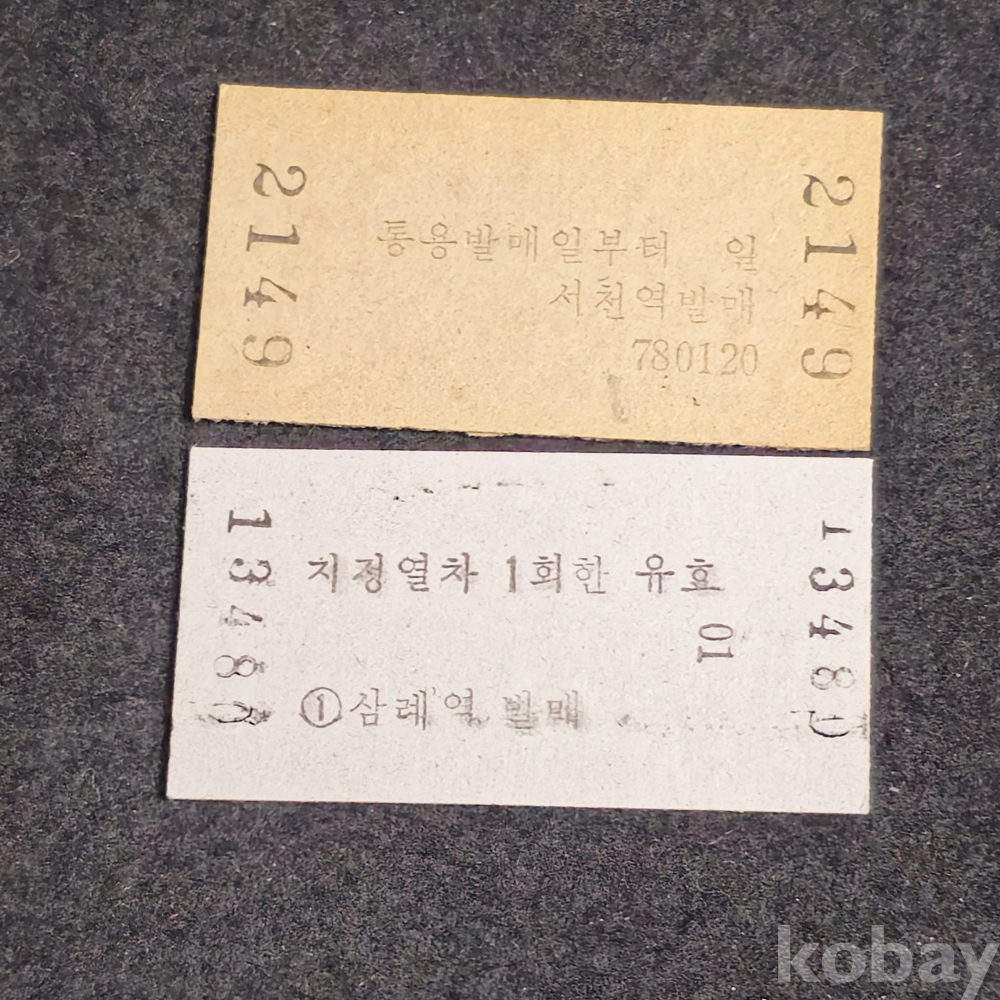 2149
통용발매일부터 일
서천역발매
780120
2149
13480
지정열차 1회한 유효
01
①삼례역 발매
13480
kobay